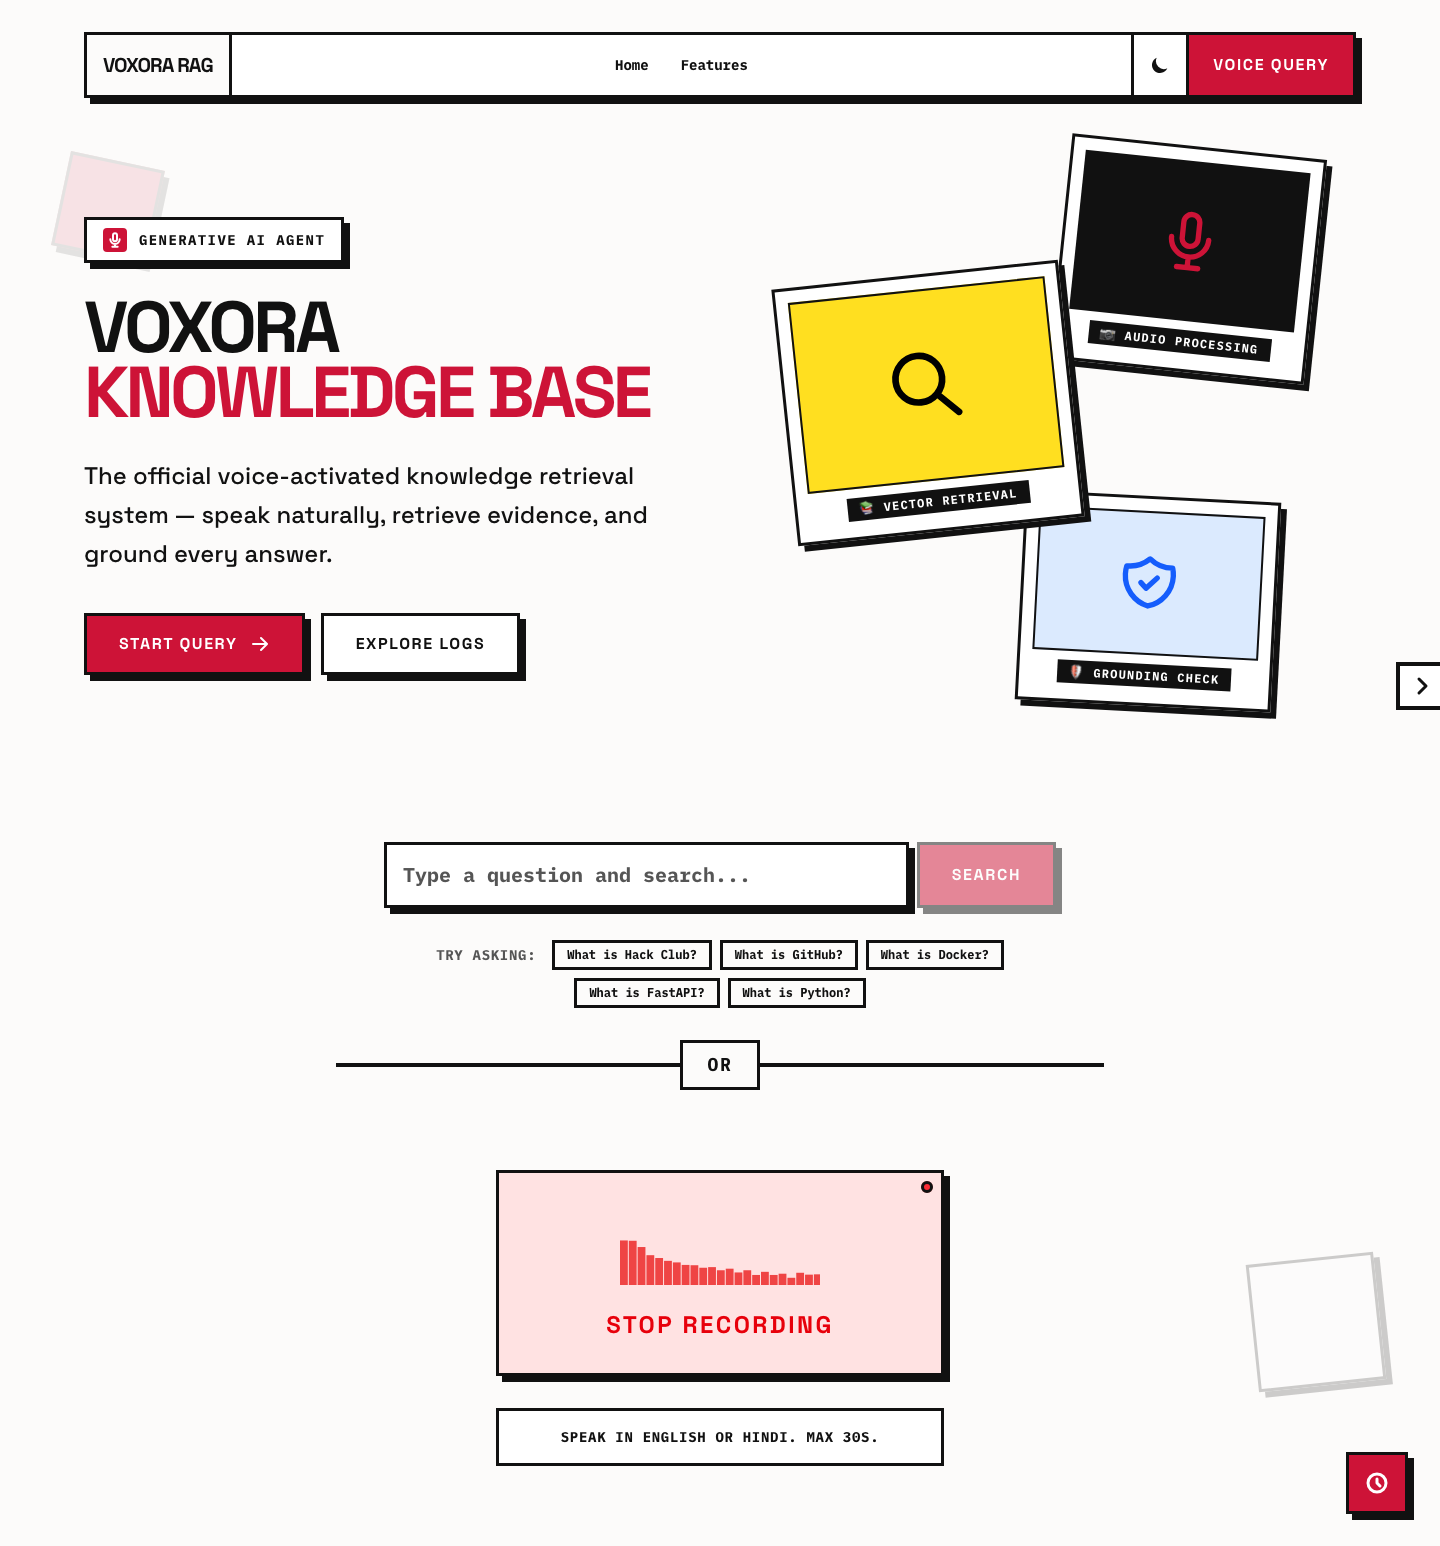 VOXORA RAG
Home
Features
VOICE QUERY
GENERATIVE AI AGENT
VOXORA
KNOWLEDGE BASE
The official voice-activated knowledge retrieval
system — speak naturally, retrieve evidence, and
ground every answer.
START QUERY
EXPLORE LOGS
AUDIO PROCESSING
VECTOR RETRIEVAL
GROUNDING CHECK
Type a question and search...
SEARCH
TRY ASKING:
What is Hack Club?
What is GitHub?
What is Docker?
What is FastAPI?
What is Python?
OR
STOP RECORDING
SPEAK IN ENGLISH OR HINDI. MAX 30S.